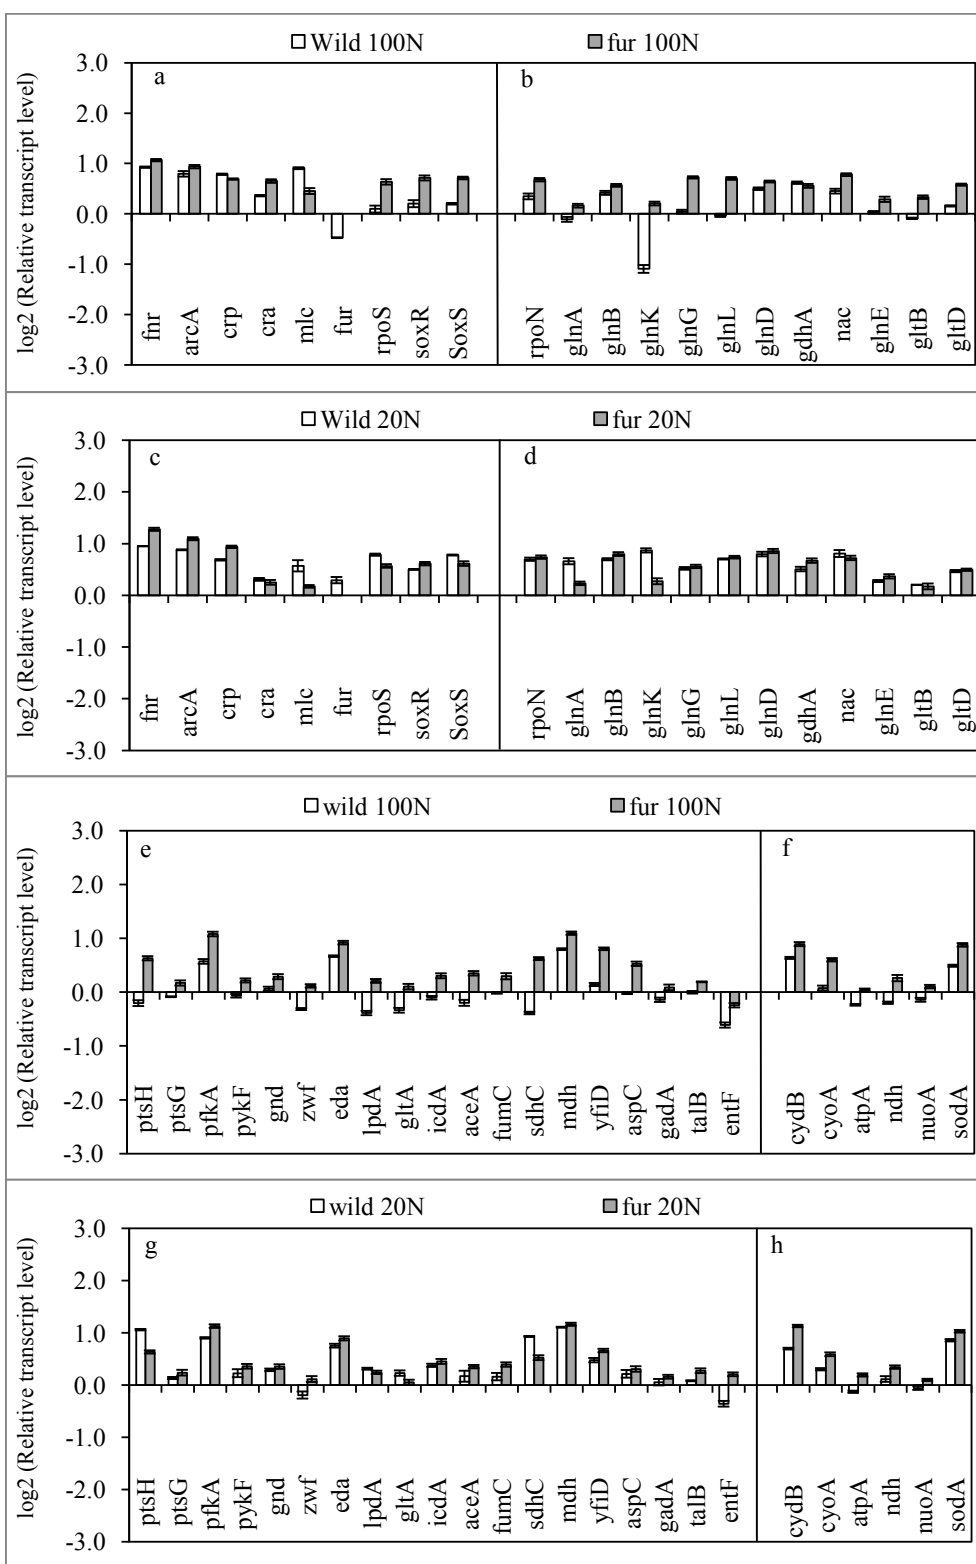 Wild 100N fur 100N
log2 (Relative transcript level)
3.0
2.0
1.0
0.0
-1.0
-2.0
-3.0
a b
fnr arcA crp cra mlc fur rpoS soxR SoxS rpoN glnA glnB glnK glnG glnL glnD gdhA nac glnE gltB gltD
Wild 20N fur 20N
log2 (Relative transcript level)
3.0
2.0
1.0
0.0
-1.0
-2.0
-3.0
c d
fnr arcA crp cra mlc fur rpoS soxR SoxS rpoN glnA glnB glnK glnG glnL glnD gdhA nac glnE gltB gltD
wild 100N fur 100N
log2 (Relative transcript level)
3.0
2.0
1.0
0.0
-1.0
-2.0
-3.0
e f
ptsH ptsG pfkA pykF gnd zwf eda lpdA gltA icdA aceA fumC sdhC mdh yfiD aspC gadA talB entF cydB cyoA atpA ndh nuoA sodA
wild 20N fur 20N
log2 (Relative transcript level)
3.0
2.0
1.0
0.0
-1.0
-2.0
-3.0
g h
ptsH ptsG pfkA pykF gnd zwf eda lpdA gltA icdA aceA fumC sdhC mdh yfiD aspC gadA talB entF cydB cyoA atpA ndh nuoA sodA